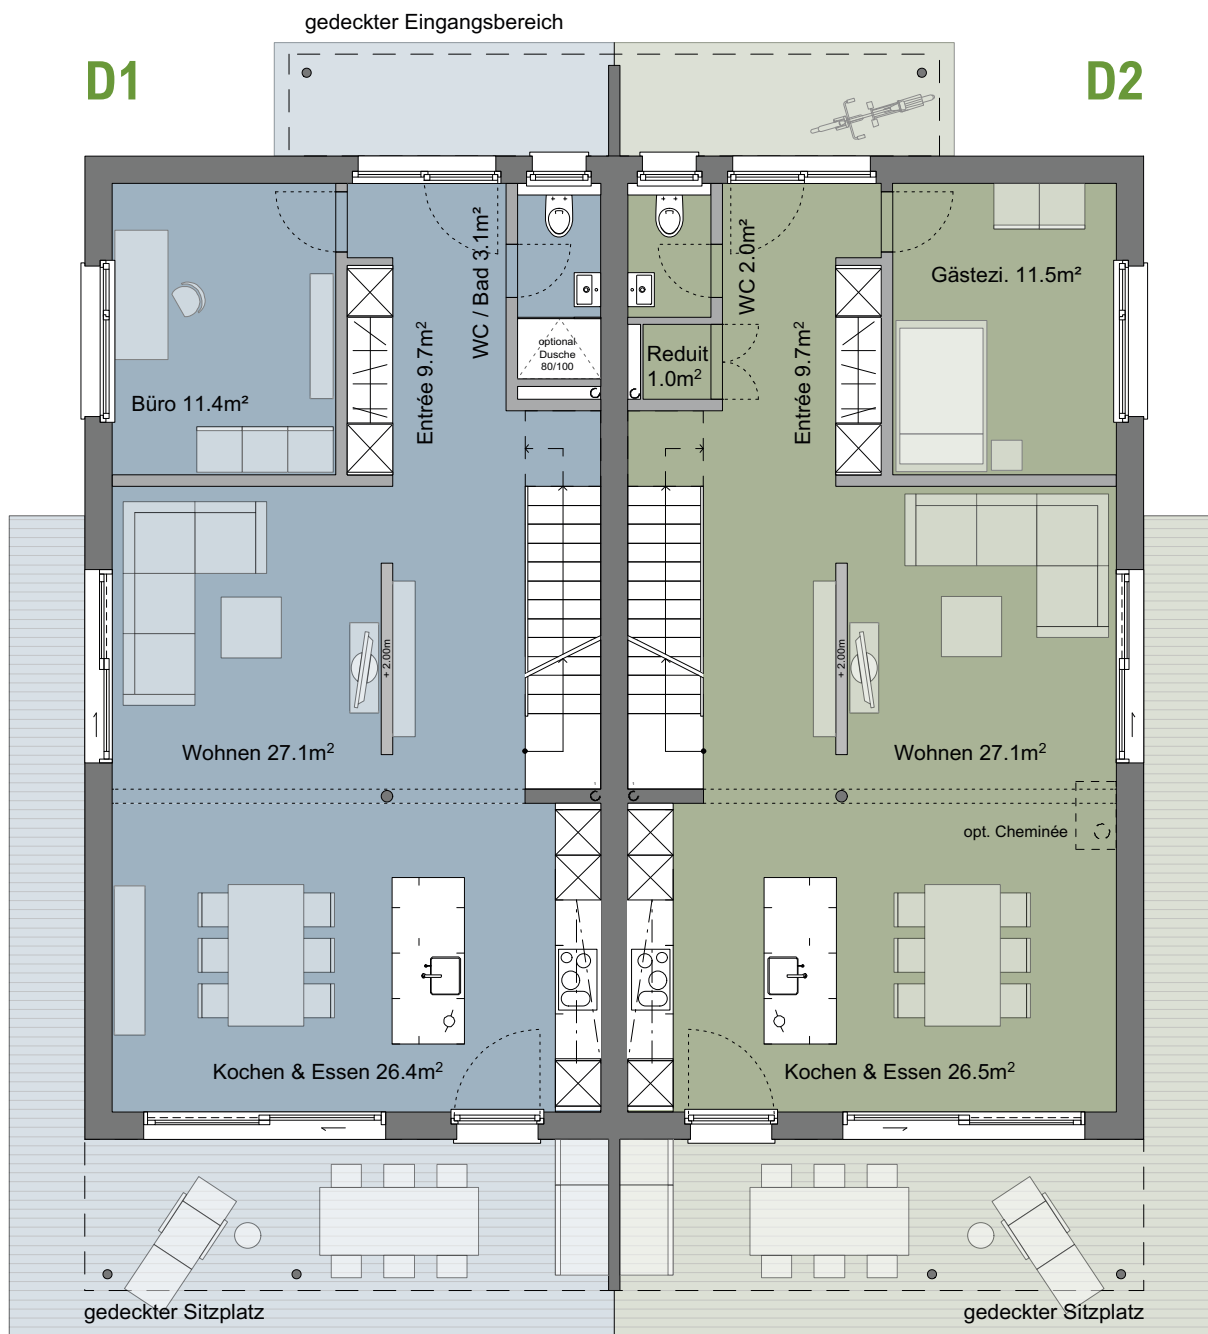 gedeckter Eingangsbereich
D1
D2
WC / Bad 3.1m²
WC 2.0m²
Gästezi. 11.5m²
Entrée 9.7m²
optional
Dusche
80/100
Reduit
1.0m²
Entrée 9.7m²
Büro 11.4m²
+ 2.00m
+ 2.00m
Wohnen 27.1m²
Wohnen 27.1m²
opt. Cheminée
Kochen & Essen 26.4m²
Kochen & Essen 26.5m²
gedeckter Sitzplatz
gedeckter Sitzplatz